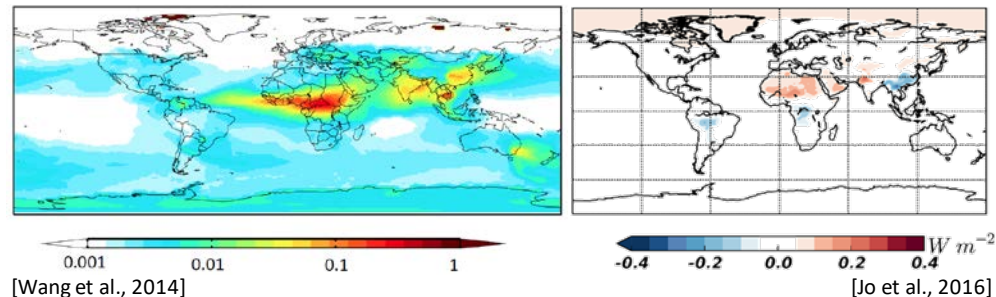 0.001 0.01 0.1 1
-0.4 -0.2 0.0 0.2 0.4
W m⁻²
[Wang et al., 2014]
[Jo et al., 2016]